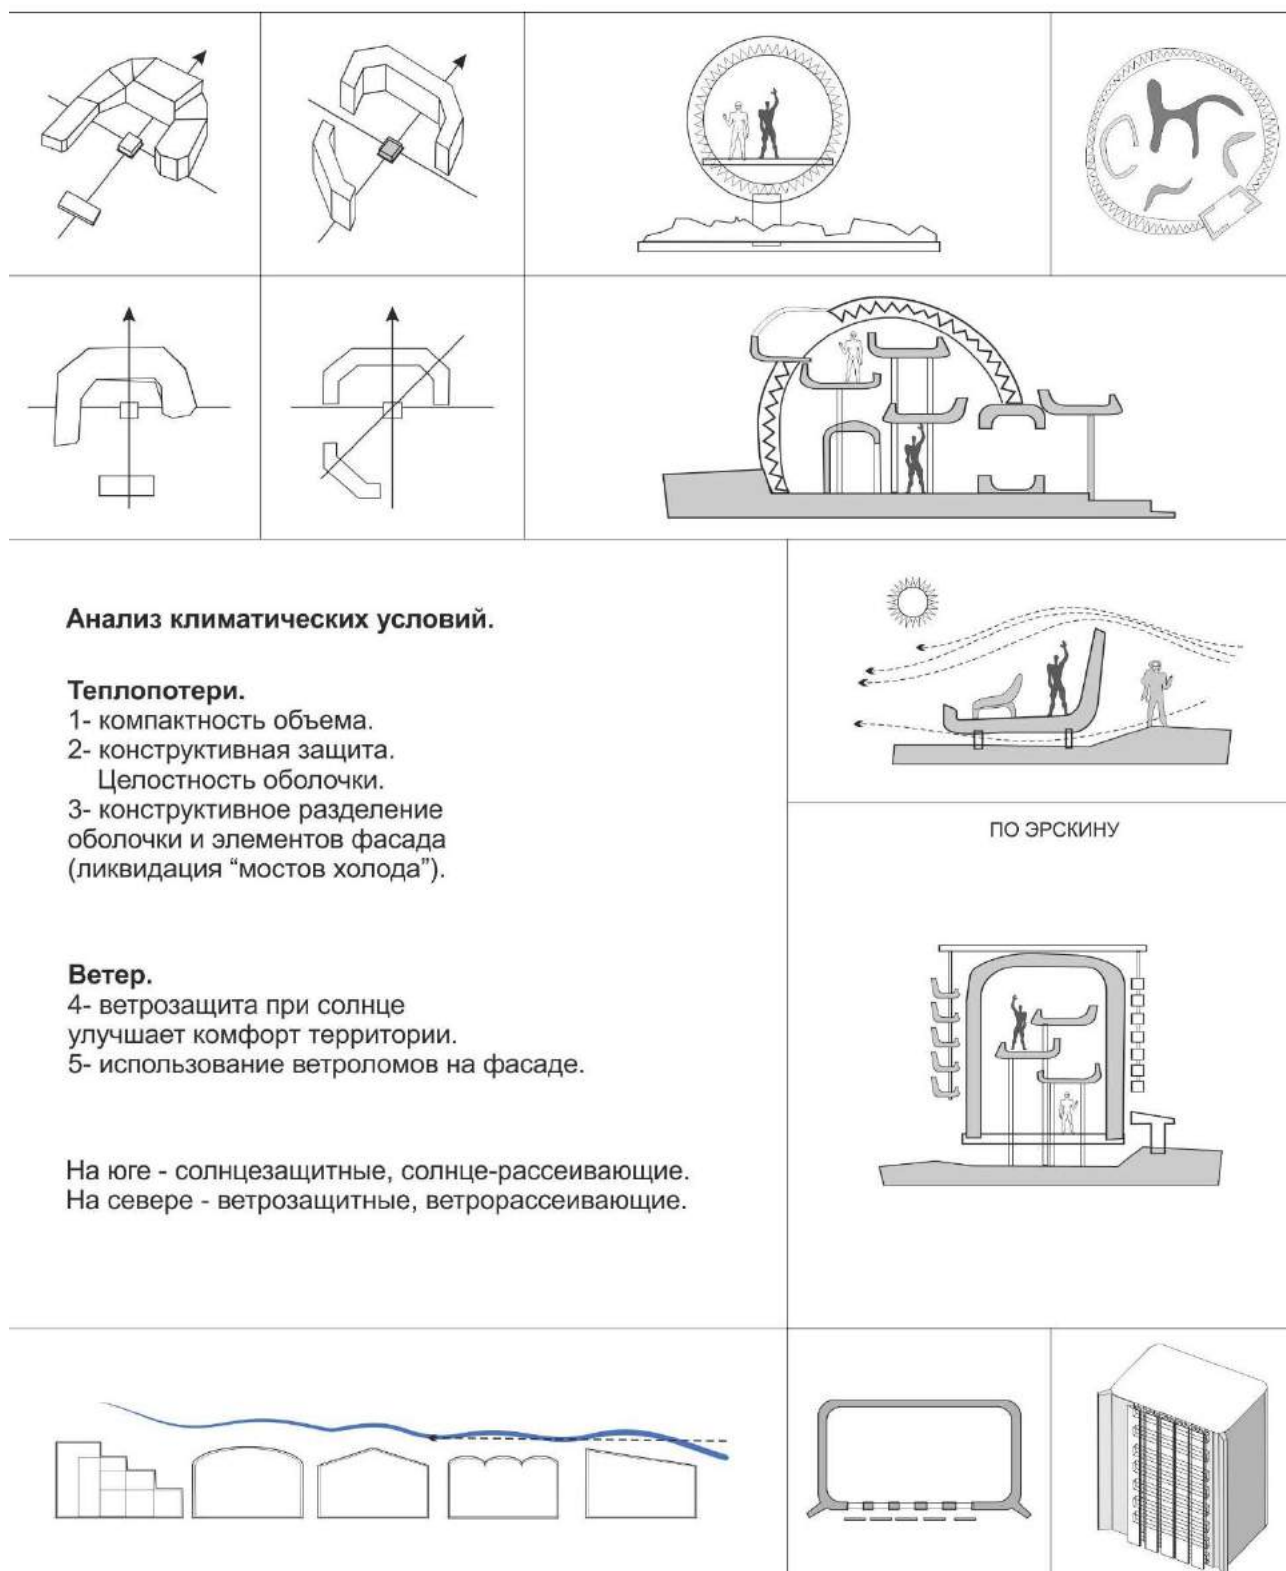 Анализ климатических условий.
Теплопотери.
1- компактность объема.
2- конструктивная защита.
Целостность оболочки.
3- конструктивное разделение
оболочки и элементов фасада
(ликвидация “мостов холода”).
Ветер.
4- ветрозащита при солнце
улучшает комфорт территории.
5- использование ветроломов на фасаде.
На юге - солнцезащитные, солнце-рассеивающие.
На севере - ветрозащитные, ветрорассеивающие.
ПО ЭРСКИНУ